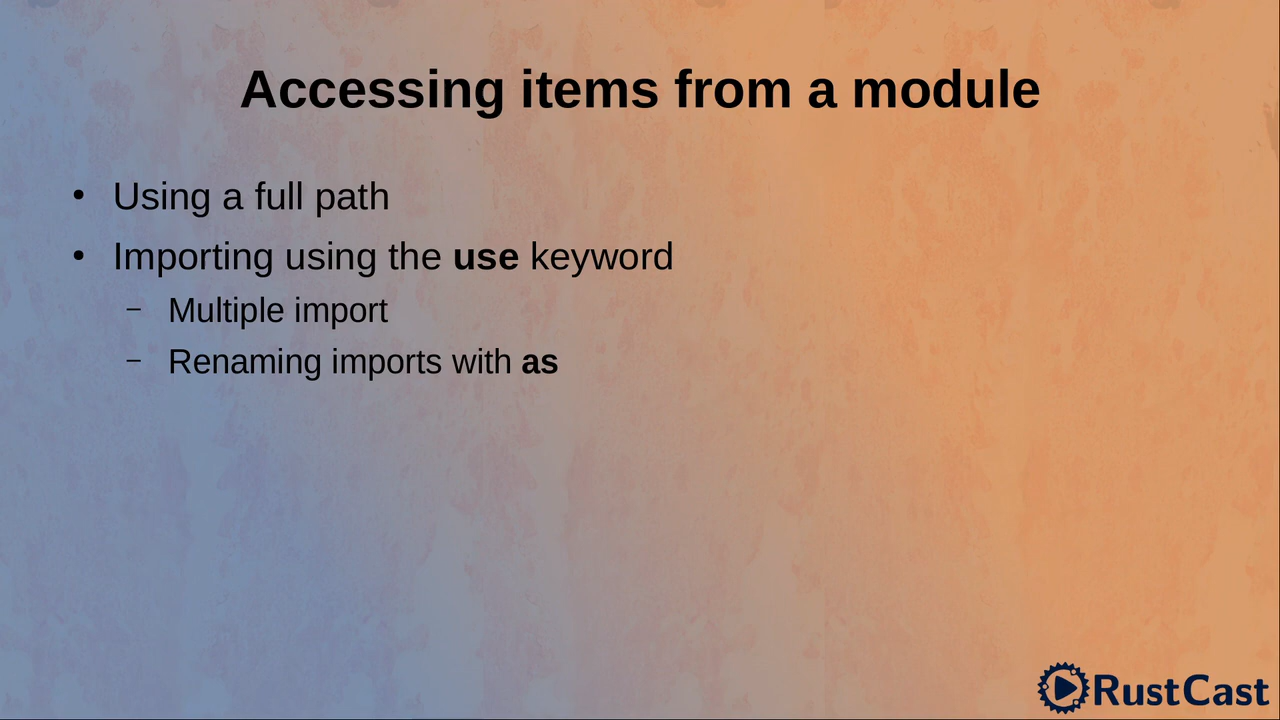 Accessing items from a module
• Using a full path
• Importing using the use keyword
– Multiple import
– Renaming imports with as
RustCast